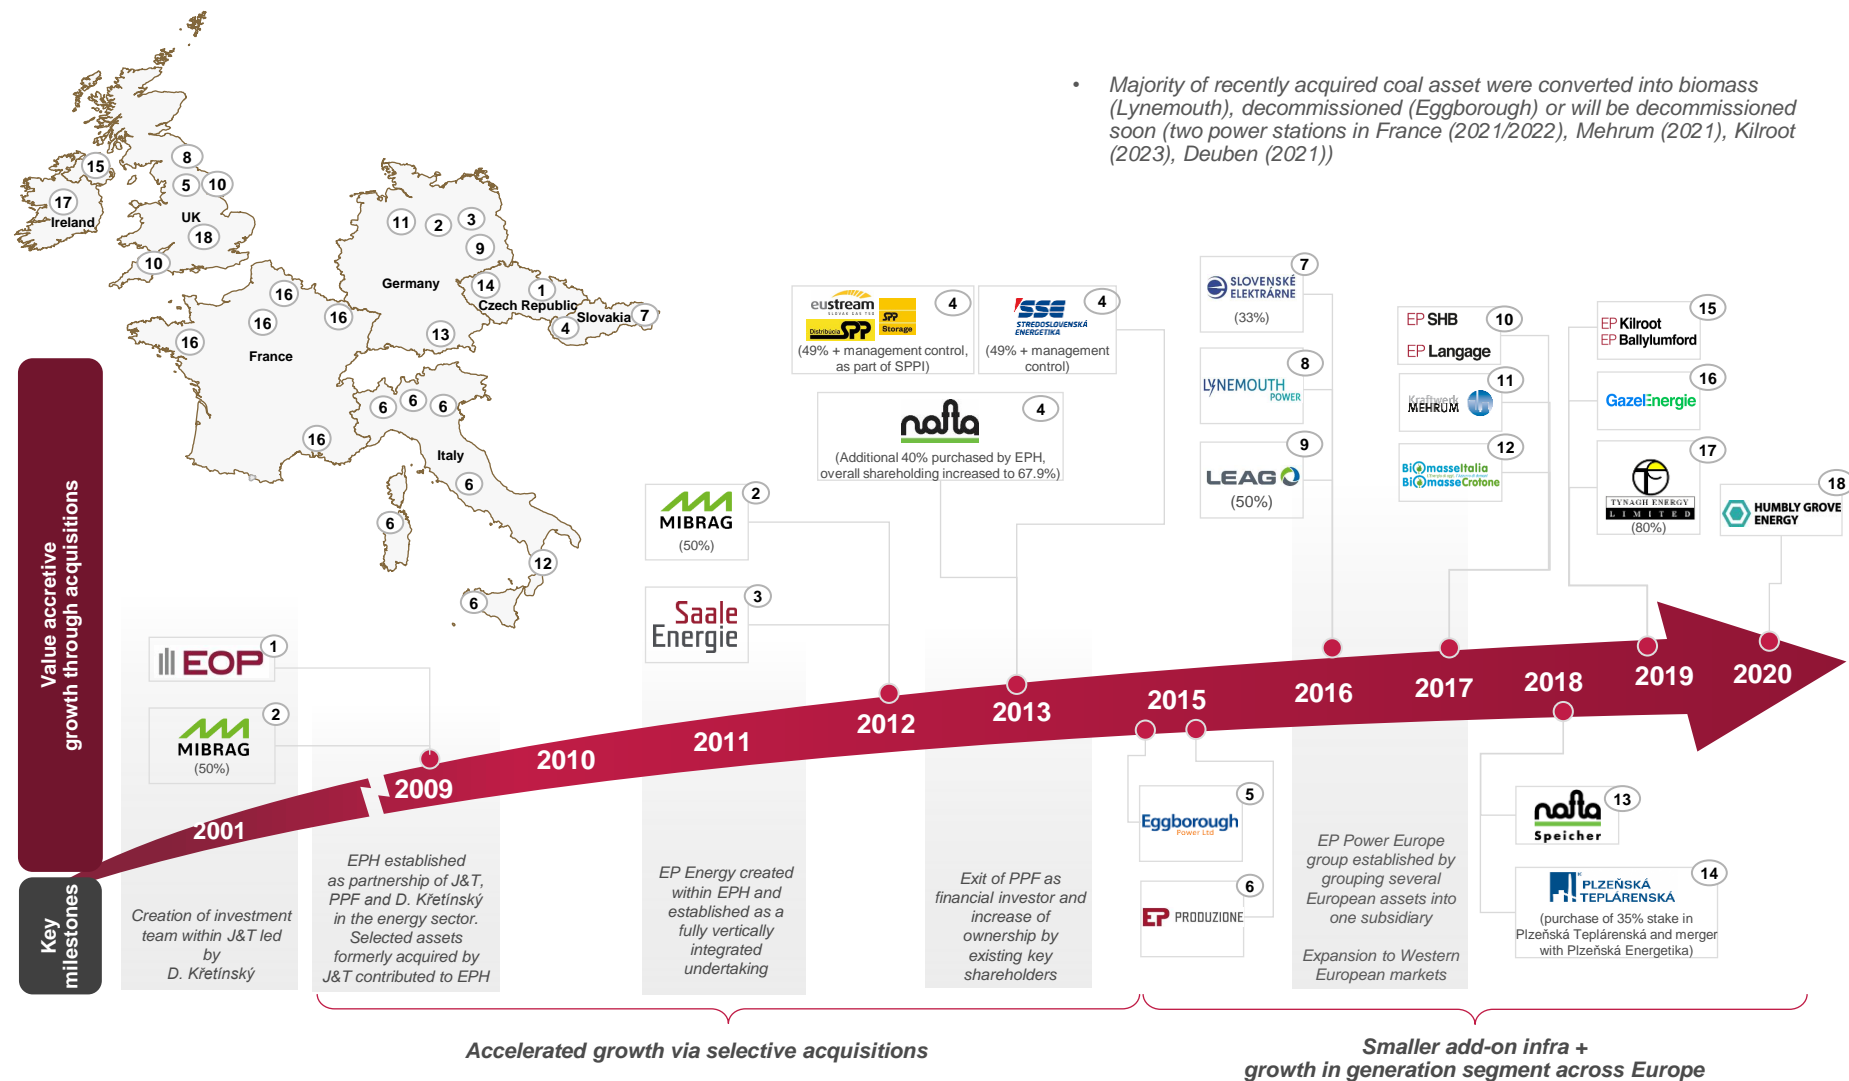 • Majority of recently acquired coal asset were converted into biomass
(Lynemouth), decommissioned (Eggborough) or will be decommissioned
soon (two power stations in France (2021/2022), Mehrum (2021), Kilroot
(2023), Deuben (2021))
8
15
5
10
17
Ireland
UK
18
10
11
2
3
9
Germany
14
1
Czech Republic
Slovakia
7
4
13
16
16
16
16
France
16
6
6
6
Italy
6
6
12
6
Value accretive
growth through acquisitions
Key
milestones
EOP
1
MIBRAG
2
(50%)
MIBRAG
2
(50%)
Saale
Energie
3
eustream
SLOVAK GAS TSO
Distribúcia SPP
SPP
Storage
4
(49% + management control,
as part of SPPI)
SSE
STREDOSLOVENSKÁ
ENERGETIKA
4
(49% + management
control)
nafta
4
(Additional 40% purchased by EPH,
overall shareholding increased to 67.9%)
SLOVENSKÉ
ELEKTRÁRNE
7
(33%)
LYNEMOUTH
POWER
8
LEAG
9
(50%)
EP SHB
EP Langage
10
Kraftwerk
MEHRUM
11
BiOmasseItalia
BiOmasseCrotone
12
EP Kilroot
EP Ballylumford
15
GazelEnergie
16
TYNAGH ENERGY
LIMITED
17
(80%)
HUMBLY GROVE
ENERGY
18
2001
2009
2010
2011
2012
2013
2015
2016
2017
2018
2019
2020
Eggborough
Power Ltd
5
EP PRODUZIONE
6
nafta
Speicher
13
PLZEŇSKÁ
TEPLÁRENSKÁ
14
(purchase of 35% stake in
Plzeňská Teplárenská and merger
with Plzeňská Energetika)
Creation of investment
team within J&T led
by
D. Křetínský
EPH established
as partnership of J&T,
PPF and D. Křetínský
in the energy sector.
Selected assets
formerly acquired by
J&T contributed to EPH
EP Energy created
within EPH and
established as a
fully vertically
integrated
undertaking
Exit of PPF as
financial investor and
increase of
ownership by
existing key
shareholders
EP Power Europe
group established by
grouping several
European assets into
one subsidiary
Expansion to Western
European markets
Accelerated growth via selective acquisitions
Smaller add-on infra +
growth in generation segment across Europe